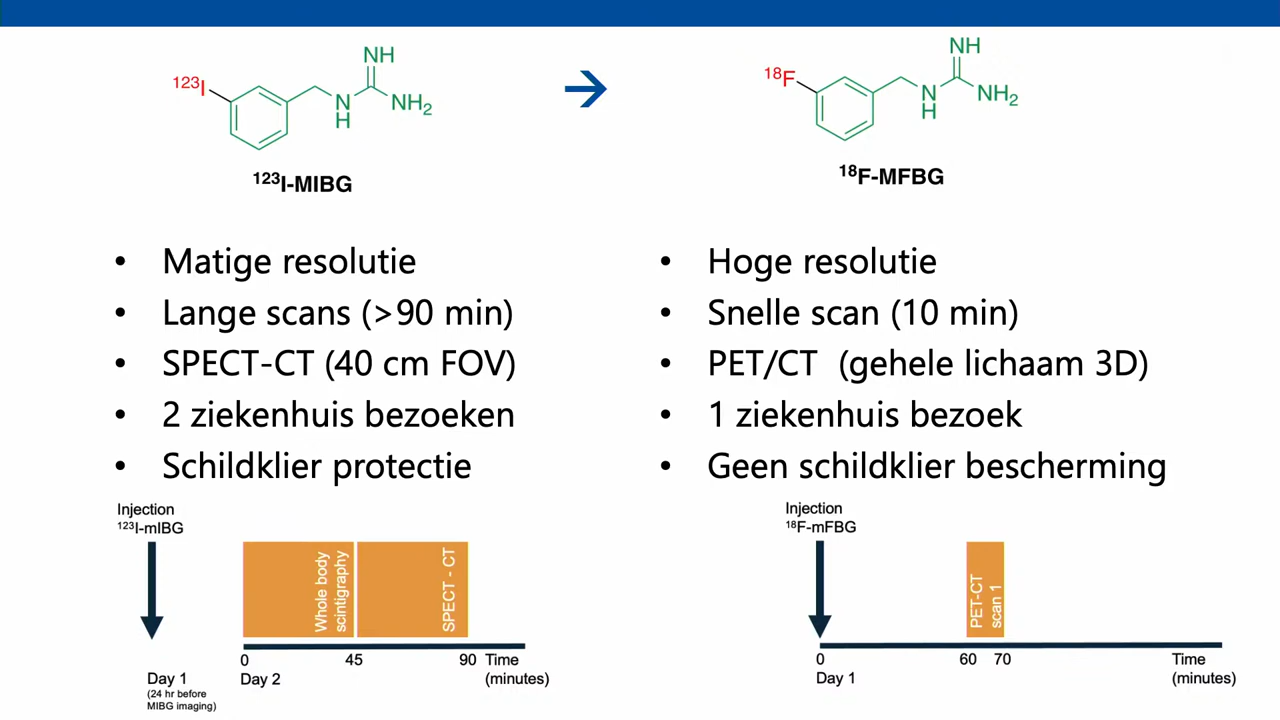 NH
¹²³I
N
H
NH₂
¹²³I-MIBG
NH
¹⁸F
N
H
NH₂
¹⁸F-MFBG
• Matige resolutie
• Lange scans (>90 min)
• SPECT-CT (40 cm FOV)
• 2 ziekenhuis bezoeken
• Schildklier protectie
• Hoge resolutie
• Snelle scan (10 min)
• PET/CT (gehele lichaam 3D)
• 1 ziekenhuis bezoek
• Geen schildklier bescherming
Injection
¹²³I-mIBG
Whole body
scintigraphy
SPECT - CT
0
45
90
Time
(minutes)
Day 1
(24 hr before
MIBG imaging)
Day 2
Injection
¹⁸F-mFBG
PET-CT
scan 1
0
60
70
Time
(minutes)
Day 1